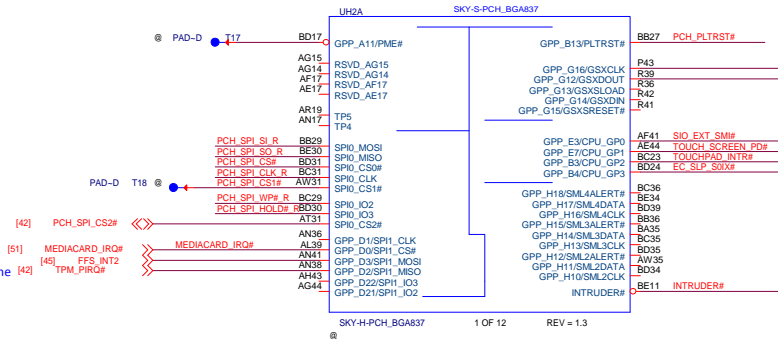 UH2A SKY-S-PCH_BGA837
@ PAD~D T17 BD17 GPP_A11/PME# GPP_B13/PLTRST# BB27 PCH_PLTRST#
AG15 RSVD_AG15
AG14 RSVD_AG14
AF17 RSVD_AF17
AE17 RSVD_AE17
GPP_G16/GSXCLK P43
GPP_G12/GSXDOUT R39
GPP_G13/GSXSLOAD R36
GPP_G14/GSXDIN R42
GPP_G15/GSXSRESET# R41
AR19 TP5
AN17 TP4
PCH_SPI_SI_R BB29 SPI0_MOSI
PCH_SPI_SO_R BE30 SPI0_MISO
PCH_SPI_CS# BD31 SPI0_CS0#
PCH_SPI_CLK_R BC31 SPI0_CLK
PAD~D T18 @ PCH_SPI_CS1# AW31 SPI0_CS1#
GPP_E3/CPU_GP0 AF41 SIO_EXT_SMI#
GPP_E7/CPU_GP1 AE44 TOUCH_SCREEN_PD#
GPP_B3/CPU_GP2 BC23 TOUCHPAD_INTR#
GPP_B4/CPU_GP3 BD24 EC_SLP_S0IX#
PCH_SPI_WP#_R BC29 SPI0_IO2
PCH_SPI_HOLD#_R BD30 SPI0_IO3
[42] PCH_SPI_CS2# AT31 SPI0_CS2#
GPP_H18/SML4ALERT# BC36
GPP_H17/SML4DATA BE34
GPP_H16/SML4CLK BD39
GPP_H15/SML3ALERT# BB36
GPP_H14/SML3DATA BA35
GPP_H13/SML3CLK BC35
GPP_H12/SML2ALERT# BD35
GPP_H11/SML2DATA AW35
GPP_H10/SML2CLK BD34
AN36 GPP_D1/SPI1_CLK
[51] MEDIACARD_IRQ# MEDIACARD_IRQ# AL39 GPP_D0/SPI1_CS#
[45] FFS_INT2 AN41 GPP_D3/SPI1_MOSI
ne [42] TPM_PIRQ# AN38 GPP_D2/SPI1_MISO
AH43 GPP_D22/SPI1_IO3
AG44 GPP_D21/SPI1_IO2
INTRUDER# BE11 INTRUDER#
SKY-H-PCH_BGA837 1 OF 12 REV = 1.3
@